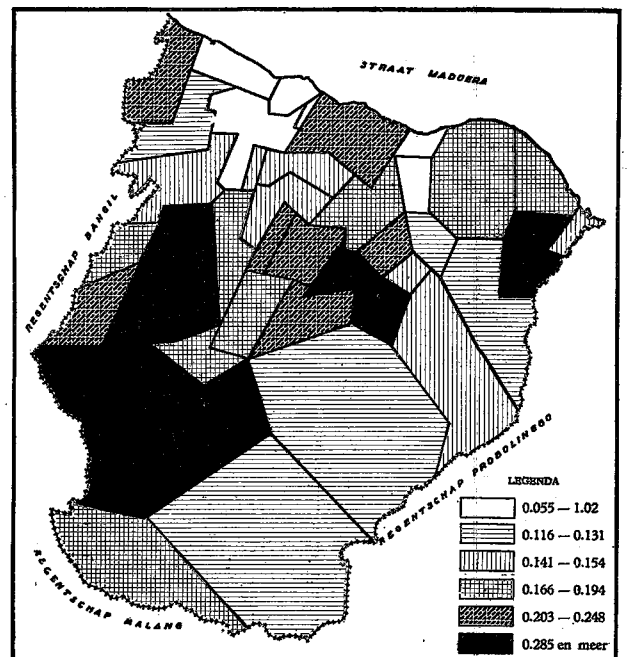 STRAAT MADOERA
REGENTSCHAP BANGIL
REGENTSCHAP PROBOLINGGO
REGENTSCHAP MALANG
LEGENDA
0.055 — 1.02
0.116 — 0.131
0.141 — 0.154
0.166 — 0.194
0.203 — 0.248
0.285 en meer